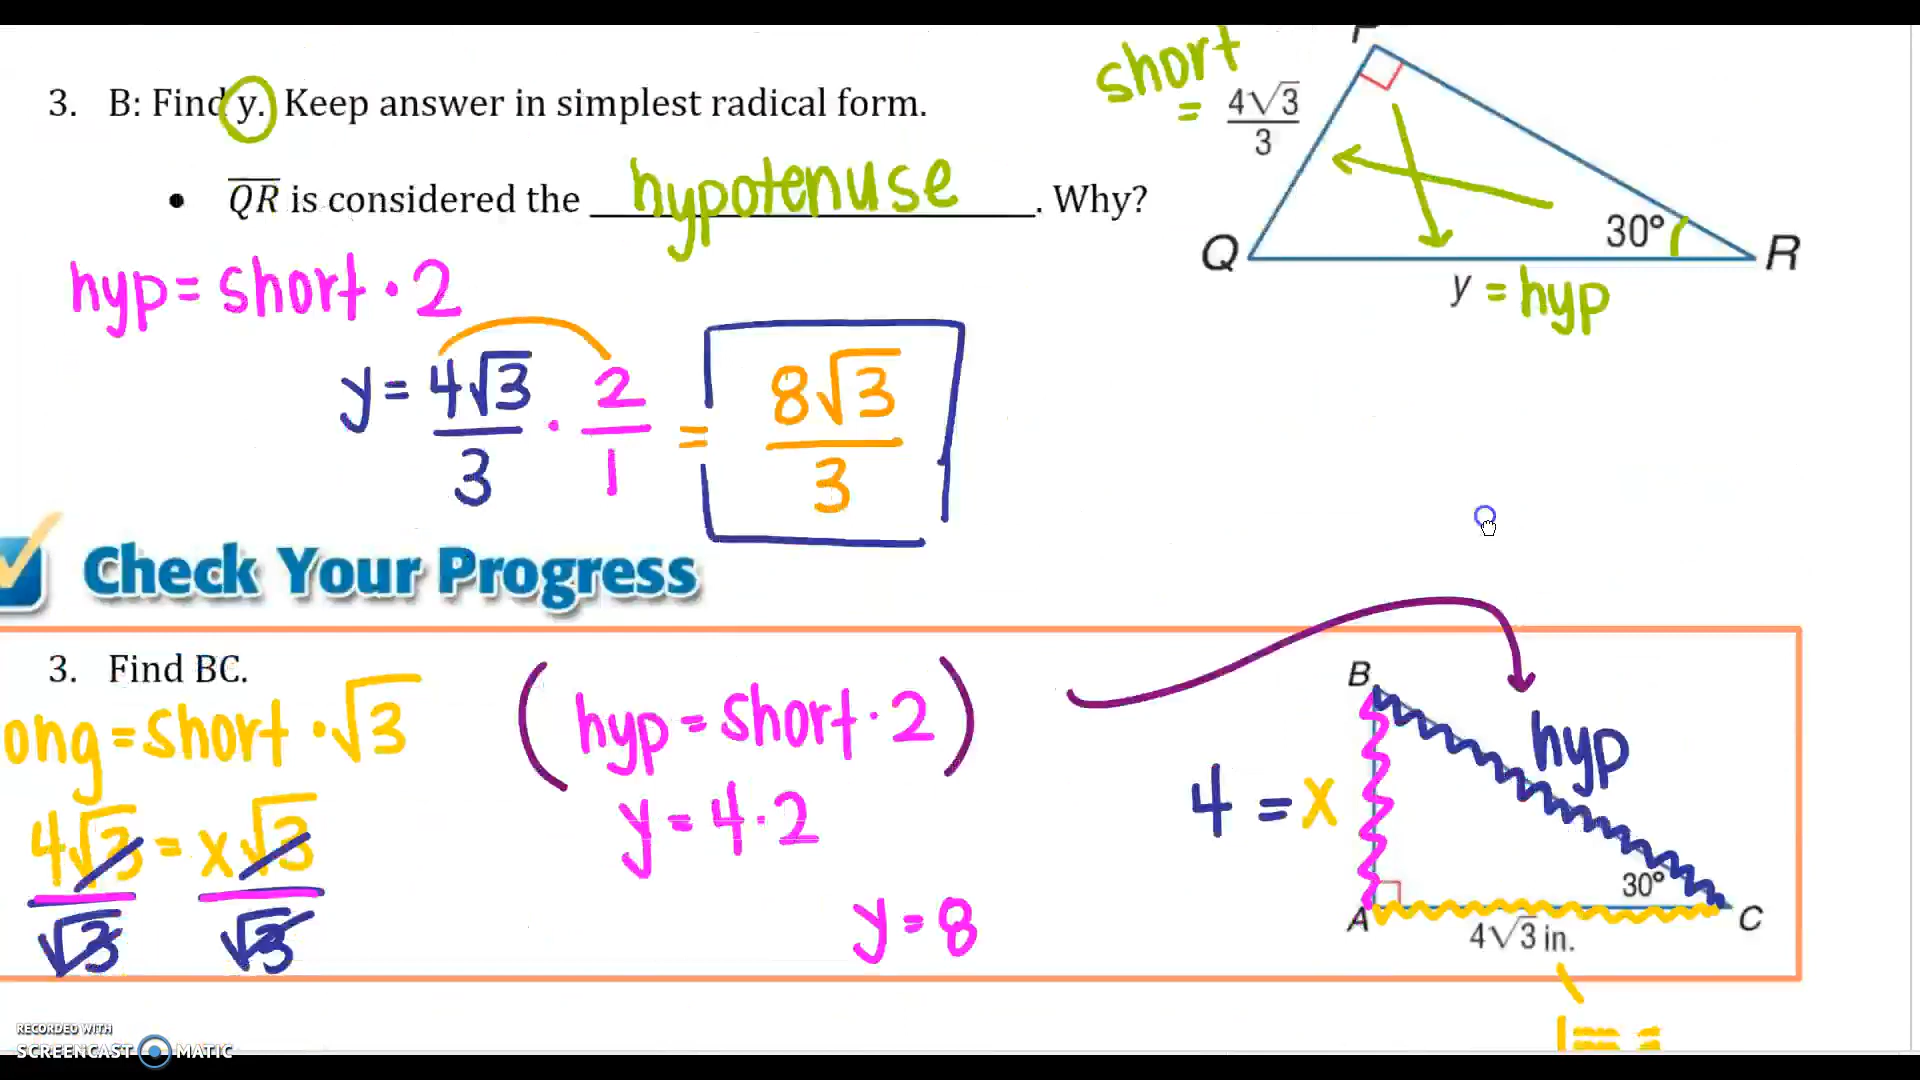 3. B: Find y. Keep answer in simplest radical form.
short
= 4√3/3
• QR is considered the hypotenuse. Why?
Q
30°
R
y = hyp
hyp = short · 2
y = 4√3/3 · 2/1 = 8√3/3
Check Your Progress
3. Find BC.
ong = short · √3
4√3 = x√3
√3 √3
(hyp = short · 2)
y = 4 · 2
y = 8
B
hyp
4 = x
30°
A
C
4√3 in.
RECORDED WITH
SCREENCAST MATIC